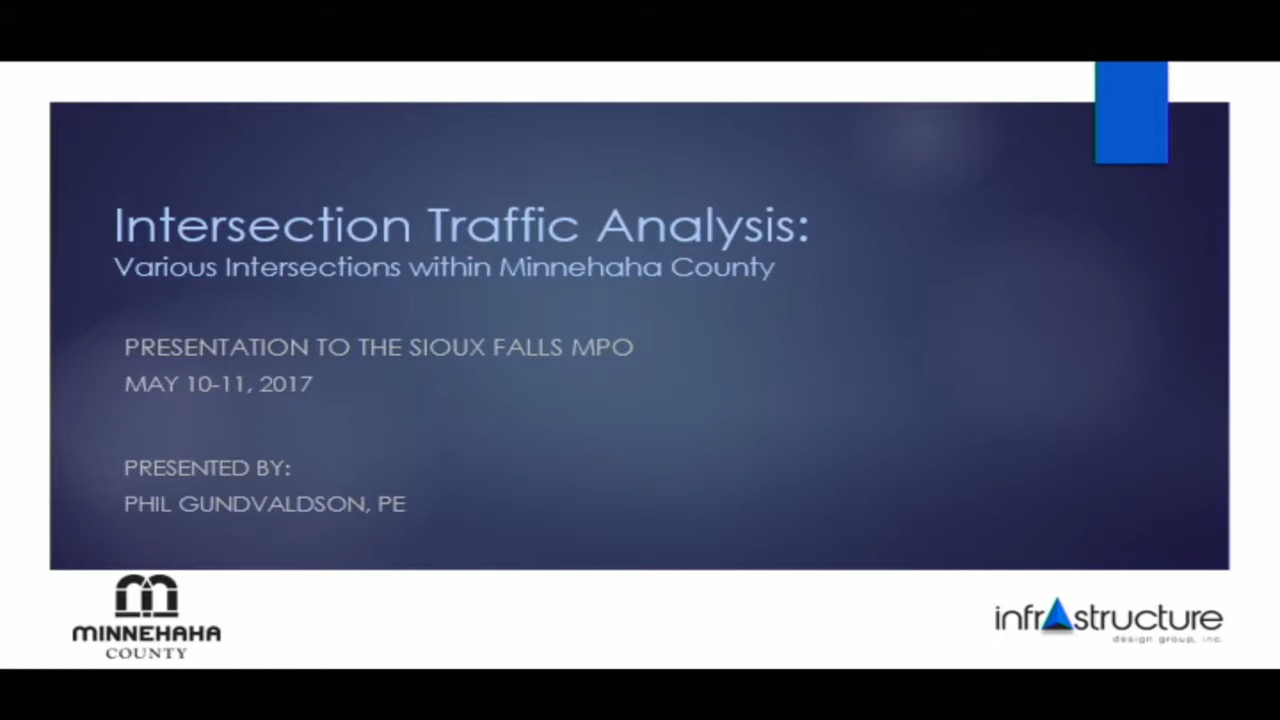 Intersection Traffic Analysis:
Various Intersections within Minnehaha County
PRESENTATION TO THE SIOUX FALLS MPO
MAY 10-11, 2017
PRESENTED BY:
PHIL GUNDVALDSON, PE
MINNEHAHA
COUNTY
infrAstructure
design group, inc.